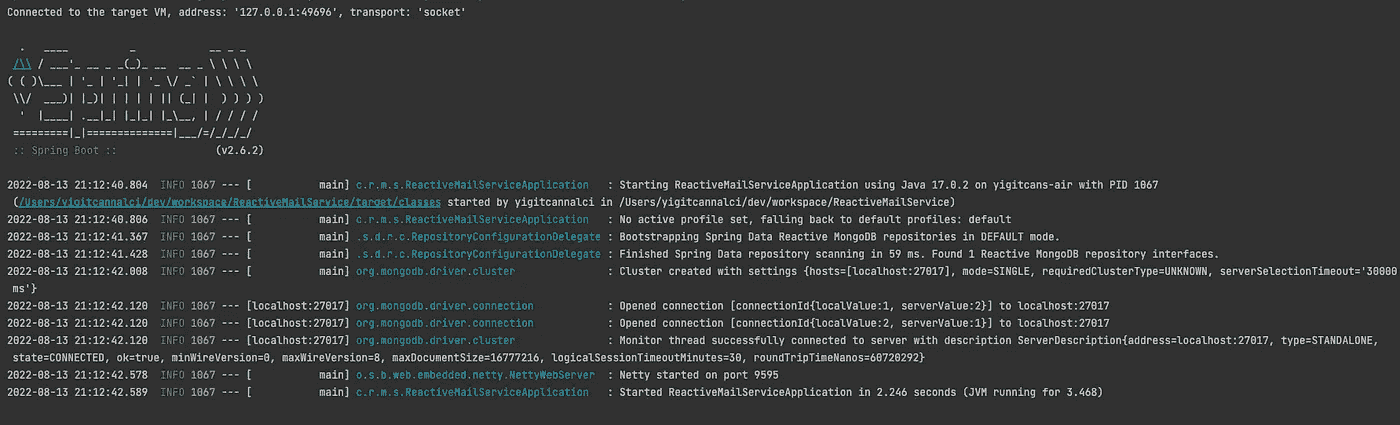 Connected to the target VM, address: '127.0.0.1:49696', transport: 'socket'
  .   ____          _            __ _ _
 /\\ / ___'_ __ _ _(_)_ __  __ _ \ \ \ \
( ( )\___ | '_ | '_| | '_ \/ _` | \ \ \ \
 \\/  ___)| |_)| | | | | || (_| |  ) ) ) )
  '  |____| .__|_| |_|_| |_\__, | / / / /
 =========|_|==============|___/=/_/_/_/
 :: Spring Boot ::                (v2.6.2)
2022-08-13 21:12:40.804  INFO 1067 --- [           main] c.r.m.s.ReactiveMailServiceApplication   : Starting ReactiveMailServiceApplication using Java 17.0.2 on yigitcans-air with PID 1067
 (/Users/yigitcannalci/dev/workspace/ReactiveMailService/target/classes started by yigitcannalci in /Users/yigitcannalci/dev/workspace/ReactiveMailService)
2022-08-13 21:12:40.806  INFO 1067 --- [           main] c.r.m.s.ReactiveMailServiceApplication   : No active profile set, falling back to default profiles: default
2022-08-13 21:12:41.367  INFO 1067 --- [           main] .s.d.r.c.RepositoryConfigurationDelegate : Bootstrapping Spring Data Reactive MongoDB repositories in DEFAULT mode.
2022-08-13 21:12:41.428  INFO 1067 --- [           main] .s.d.r.c.RepositoryConfigurationDelegate : Finished Spring Data repository scanning in 59 ms. Found 1 Reactive MongoDB repository interfaces.
2022-08-13 21:12:42.008  INFO 1067 --- [           main] org.mongodb.driver.cluster               : Cluster created with settings {hosts=[localhost:27017], mode=SINGLE, requiredClusterType=UNKNOWN, serverSelectionTimeout='30000
 ms'}
2022-08-13 21:12:42.120  INFO 1067 --- [localhost:27017] org.mongodb.driver.connection            : Opened connection [connectionId{localValue:1, serverValue:2}] to localhost:27017
2022-08-13 21:12:42.120  INFO 1067 --- [localhost:27017] org.mongodb.driver.connection            : Opened connection [connectionId{localValue:2, serverValue:1}] to localhost:27017
2022-08-13 21:12:42.120  INFO 1067 --- [localhost:27017] org.mongodb.driver.cluster               : Monitor thread successfully connected to server with description ServerDescription{address=localhost:27017, type=STANDALONE,
 state=CONNECTED, ok=true, minWireVersion=0, maxWireVersion=8, maxDocumentSize=16777216, logicalSessionTimeoutMinutes=30, roundTripTimeNanos=60720292}
2022-08-13 21:12:42.578  INFO 1067 --- [           main] o.s.b.web.embedded.netty.NettyWebServer  : Netty started on port 9595
2022-08-13 21:12:42.589  INFO 1067 --- [           main] c.r.m.s.ReactiveMailServiceApplication   : Started ReactiveMailServiceApplication in 2.246 seconds (JVM running for 3.468)